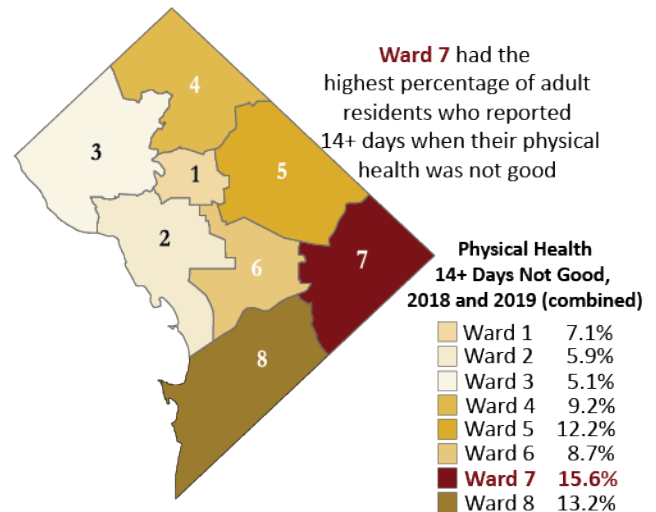 Ward 7 had the
highest percentage of adult
residents who reported
14+ days when their physical
health was not good
4
3
1
5
2
6
7
8
Physical Health
14+ Days Not Good,
2018 and 2019 (combined)
Ward 1 7.1%
Ward 2 5.9%
Ward 3 5.1%
Ward 4 9.2%
Ward 5 12.2%
Ward 6 8.7%
Ward 7 15.6%
Ward 8 13.2%